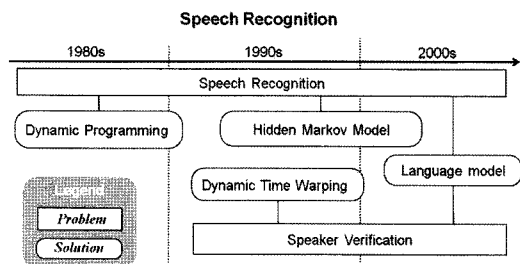 Speech Recognition
1980s 1990s 2000s
Speech Recognition
Dynamic Programming Hidden Markov Model
Language model
Dynamic Time Warping
Legend
Problem
Solution
Speaker Verification